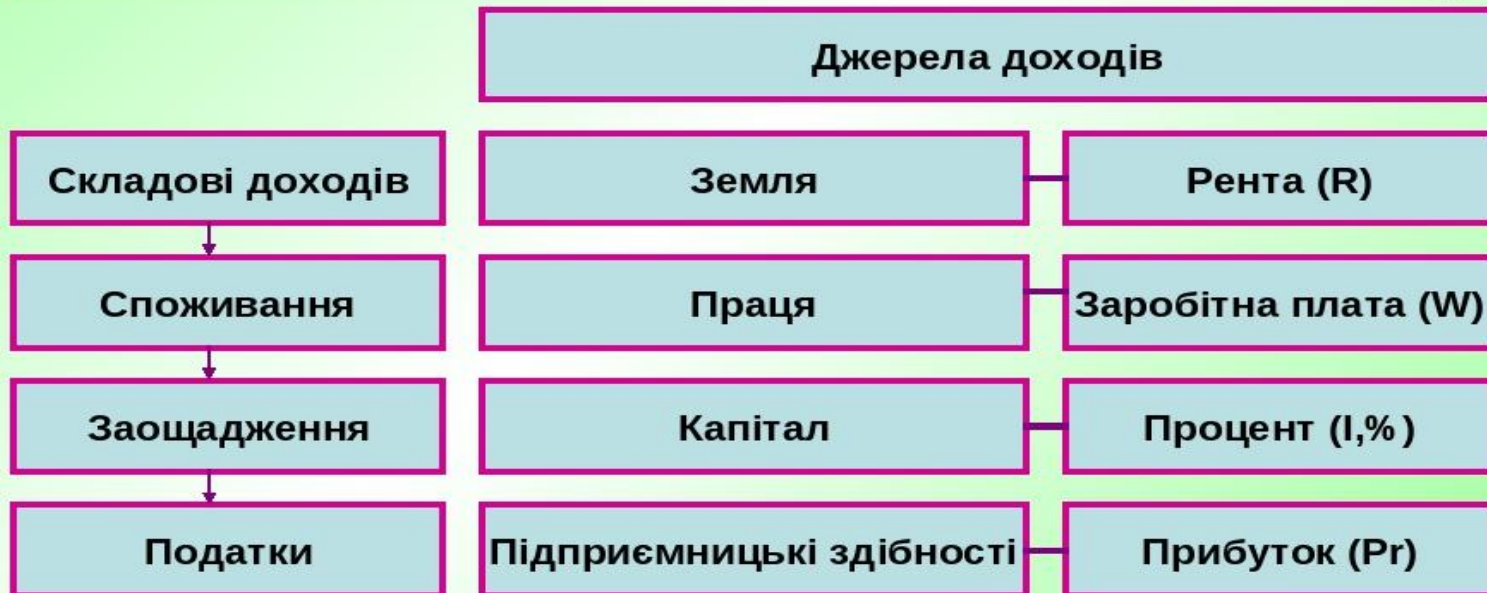 Джерела доходів
Складові доходів
Земля
Рента (R)
Споживання
Праця
Заробітна плата (W)
Заощадження
Капітал
Процент (І,%)
Податки
Підприємницькі здібності
Прибуток (Pr)